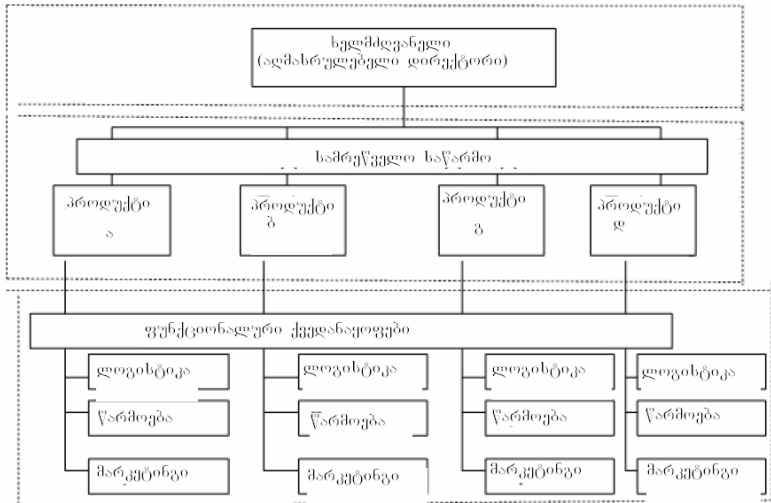 ხელმძღვანელი
(აღმასრულებელი დირექტორი)
სამრეწველო საწარმო
პროდუქტი
ა
პროდუქტი
ბ
პროდუქტი
გ
პროდუქტი
დ
ფუნქციონალური ქვედანაყოფები
ლოგისტიკა
ლოგისტიკა
ლოგისტიკა
ლოგისტიკა
წარმოება
წარმოება
წარმოება
წარმოება
მარკეტინგი
მარკეტინგი
მარკეტინგი
მარკეტინგი